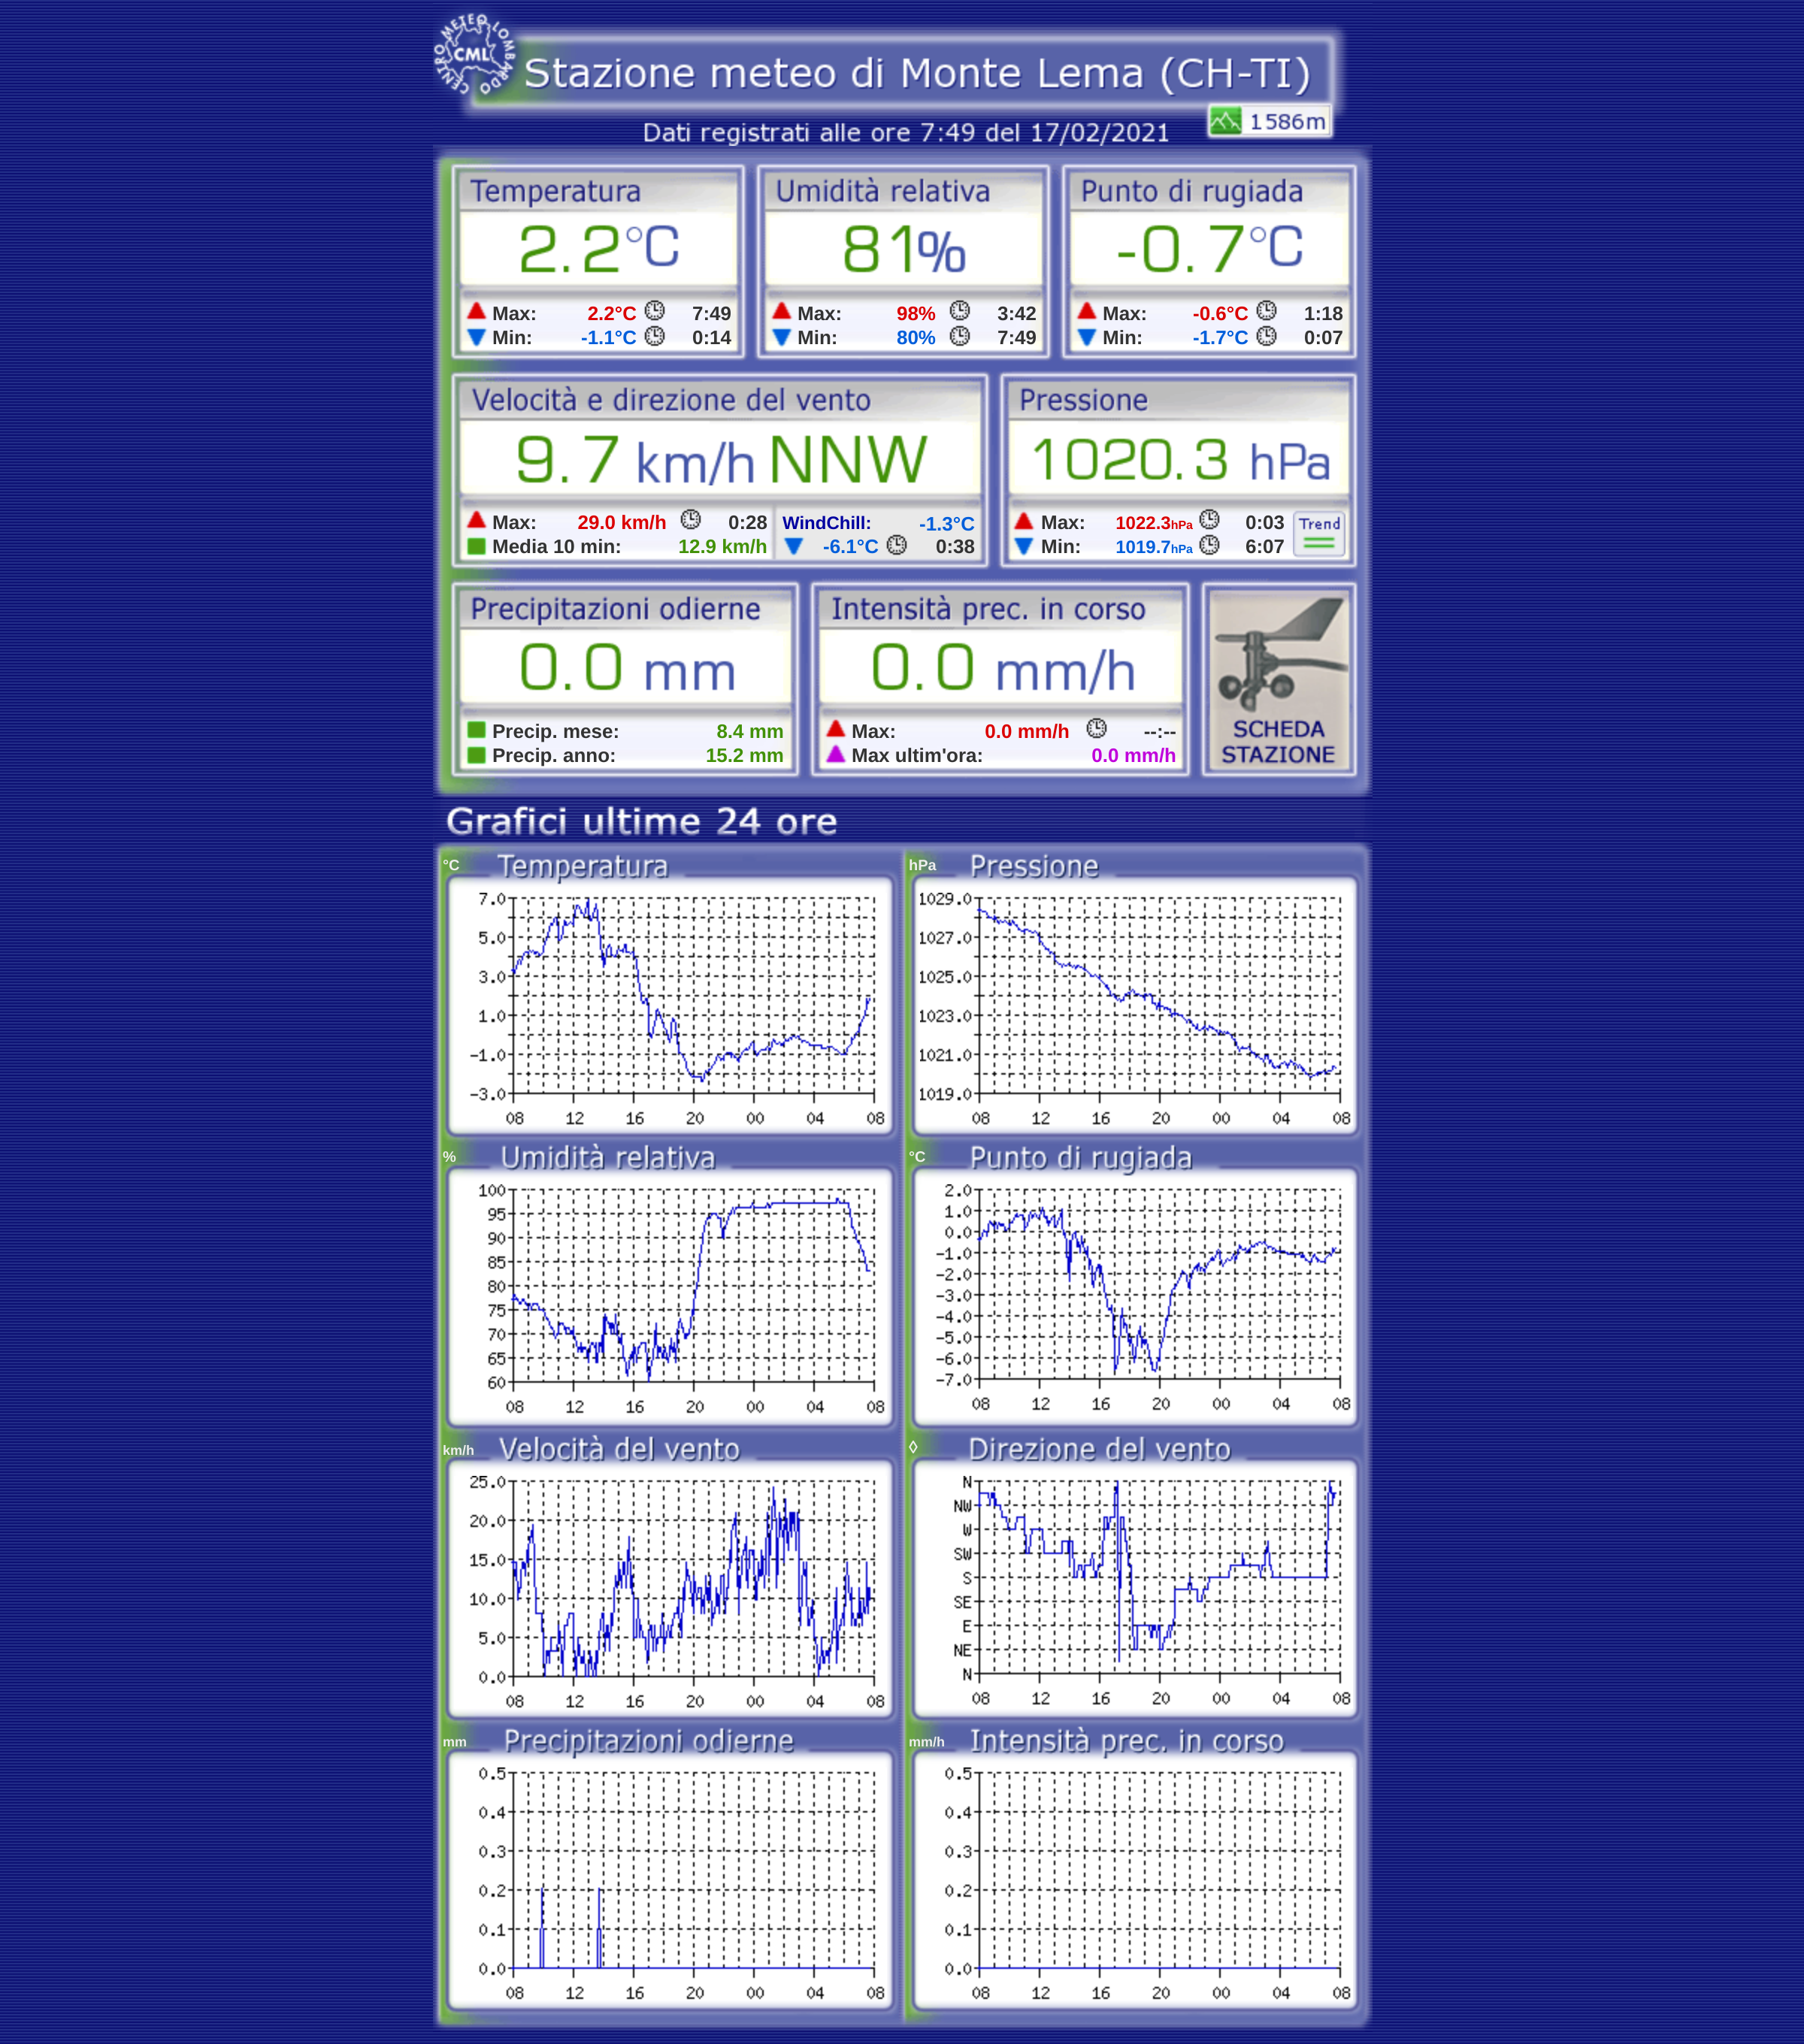 CENTRO METEO LOMBARDO
CML
Stazione meteo di Monte Lema (CH-TI)
1586m
Dati registrati alle ore 7:49 del 17/02/2021
Temperatura Umidità relativa Punto di rugiada
2.2°C 81% -0.7°C
Max: 2.2°C 7:49 Max: 98% 3:42 Max: -0.6°C 1:18
Min: -1.1°C 0:14 Min: 80% 7:49 Min: -1.7°C 0:07
Velocità e direzione del vento Pressione
9.7 km/h NNW 1020.3 hPa
Max: 29.0 km/h 0:28 WindChill: -1.3°C Max: 1022.3hPa 0:03 Trend
Media 10 min: 12.9 km/h -6.1°C 0:38 Min: 1019.7hPa 6:07
Precipitazioni odierne Intensità prec. in corso
0.0 mm 0.0 mm/h
Precip. mese: 8.4 mm Max: 0.0 mm/h --:-- SCHEDA
Precip. anno: 15.2 mm Max ultim'ora: 0.0 mm/h STAZIONE
Grafici ultime 24 ore
°C Temperatura
7.0
5.0
3.0
1.0
-1.0
-3.0
08 12 16 20 00 04 08
hPa Pressione
1029.0
1027.0
1025.0
1023.0
1021.0
1019.0
08 12 16 20 00 04 08
% Umidità relativa
100
95
90
85
80
75
70
65
60
08 12 16 20 00 04 08
°C Punto di rugiada
2.0
1.0
0.0
-1.0
-2.0
-3.0
-4.0
-5.0
-6.0
-7.0
08 12 16 20 00 04 08
km/h Velocità del vento
25.0
20.0
15.0
10.0
5.0
0.0
08 12 16 20 00 04 08
◊ Direzione del vento
N
NW
W
SW
S
SE
E
NE
N
08 12 16 20 00 04 08
mm Precipitazioni odierne
0.5
0.4
0.3
0.2
0.1
0.0
08 12 16 20 00 04 08
mm/h Intensità prec. in corso
0.5
0.4
0.3
0.2
0.1
0.0
08 12 16 20 00 04 08